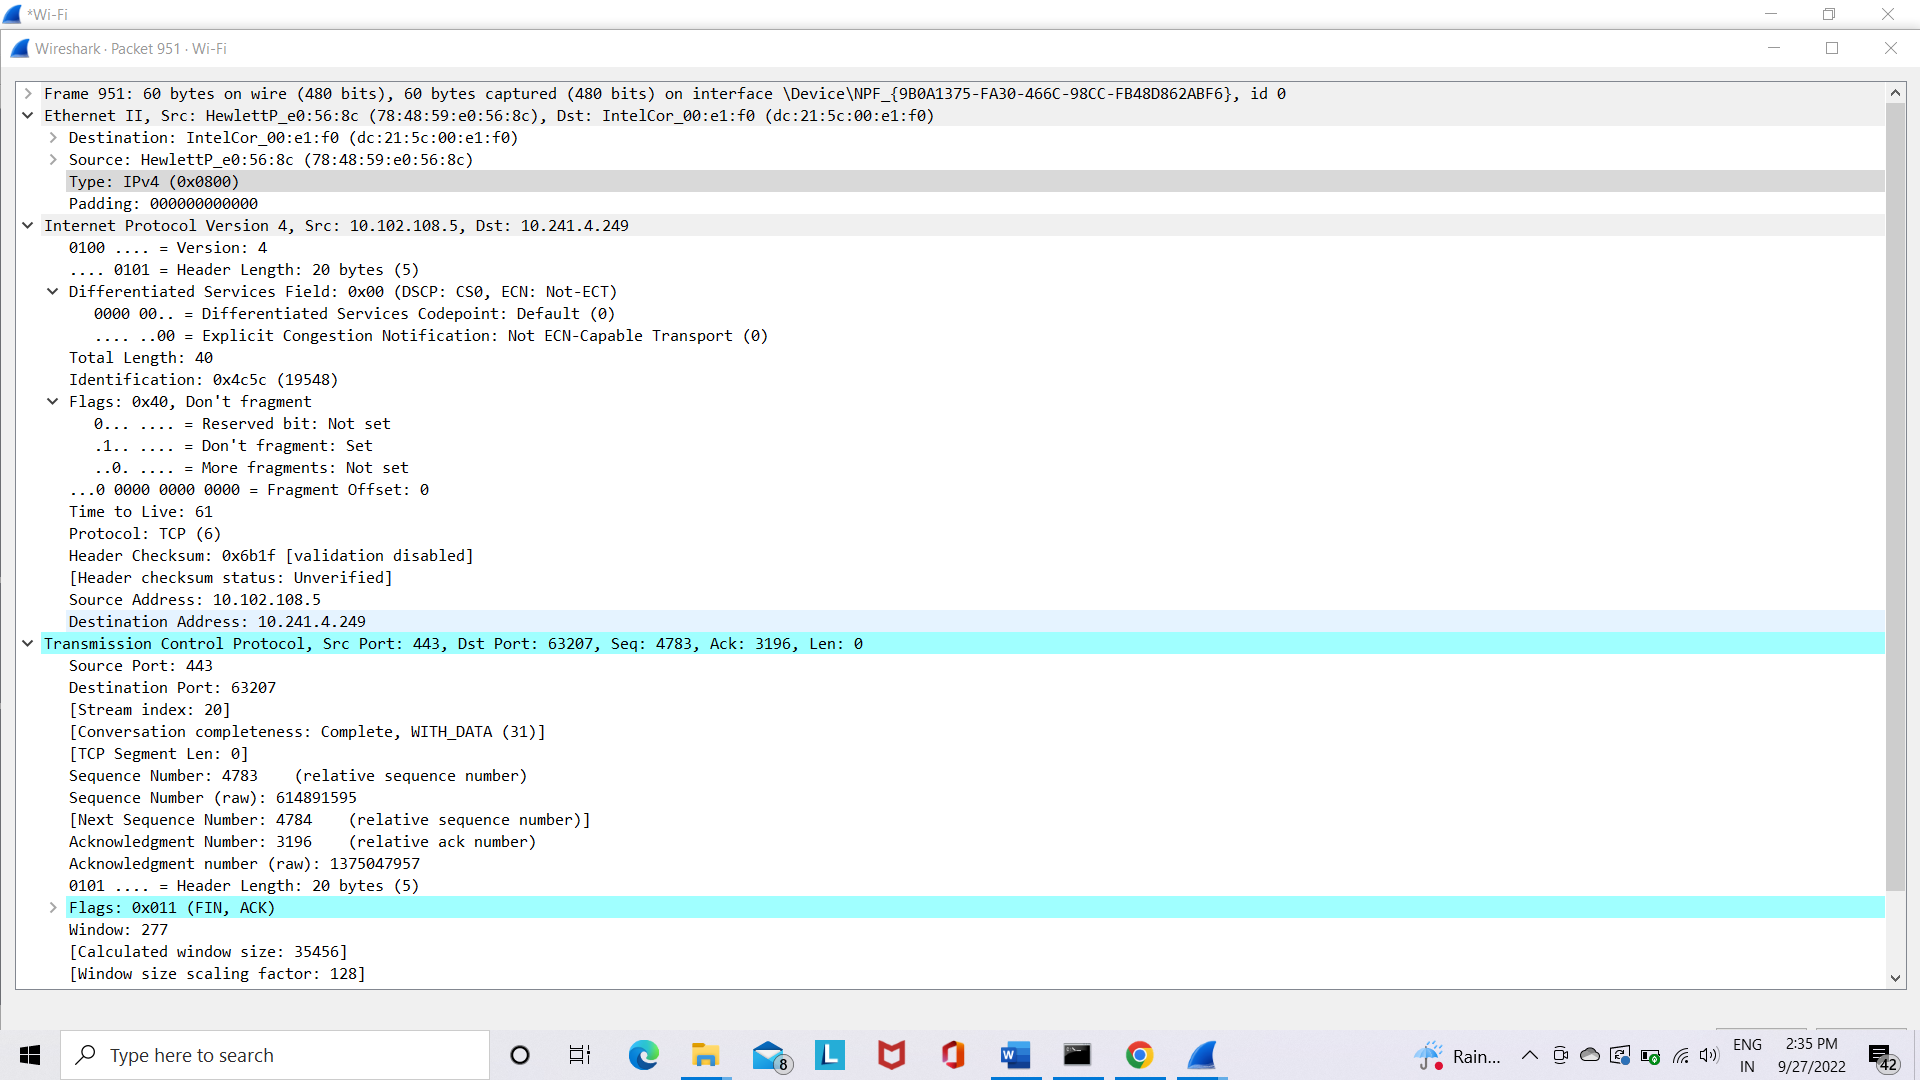 *Wi-Fi
Wireshark · Packet 951 · Wi-Fi
Frame 951: 60 bytes on wire (480 bits), 60 bytes captured (480 bits) on interface \Device\NPF_{9B0A1375-FA30-466C-98CC-FB48D862ABF6}, id 0
Ethernet II, Src: HewlettP_e0:56:8c (78:48:59:e0:56:8c), Dst: IntelCor_00:e1:f0 (dc:21:5c:00:e1:f0)
Destination: IntelCor_00:e1:f0 (dc:21:5c:00:e1:f0)
Source: HewlettP_e0:56:8c (78:48:59:e0:56:8c)
Type: IPv4 (0x0800)
Padding: 000000000000
Internet Protocol Version 4, Src: 10.102.108.5, Dst: 10.241.4.249
0100 .... = Version: 4
.... 0101 = Header Length: 20 bytes (5)
Differentiated Services Field: 0x00 (DSCP: CS0, ECN: Not-ECT)
0000 00.. = Differentiated Services Codepoint: Default (0)
.... ..00 = Explicit Congestion Notification: Not ECN-Capable Transport (0)
Total Length: 40
Identification: 0x4c5c (19548)
Flags: 0x40, Don't fragment
0... .... = Reserved bit: Not set
.1.. .... = Don't fragment: Set
..0. .... = More fragments: Not set
...0 0000 0000 0000 = Fragment Offset: 0
Time to Live: 61
Protocol: TCP (6)
Header Checksum: 0x6b1f [validation disabled]
[Header checksum status: Unverified]
Source Address: 10.102.108.5
Destination Address: 10.241.4.249
Transmission Control Protocol, Src Port: 443, Dst Port: 63207, Seq: 4783, Ack: 3196, Len: 0
Source Port: 443
Destination Port: 63207
[Stream index: 20]
[Conversation completeness: Complete, WITH_DATA (31)]
[TCP Segment Len: 0]
Sequence Number: 4783    (relative sequence number)
Sequence Number (raw): 614891595
[Next Sequence Number: 4784    (relative sequence number)]
Acknowledgment Number: 3196    (relative ack number)
Acknowledgment number (raw): 1375047957
0101 .... = Header Length: 20 bytes (5)
Flags: 0x011 (FIN, ACK)
Window: 277
[Calculated window size: 35456]
[Window size scaling factor: 128]
Type here to search
8
L
W
Rain...
ENG
IN
2:35 PM
9/27/2022
42